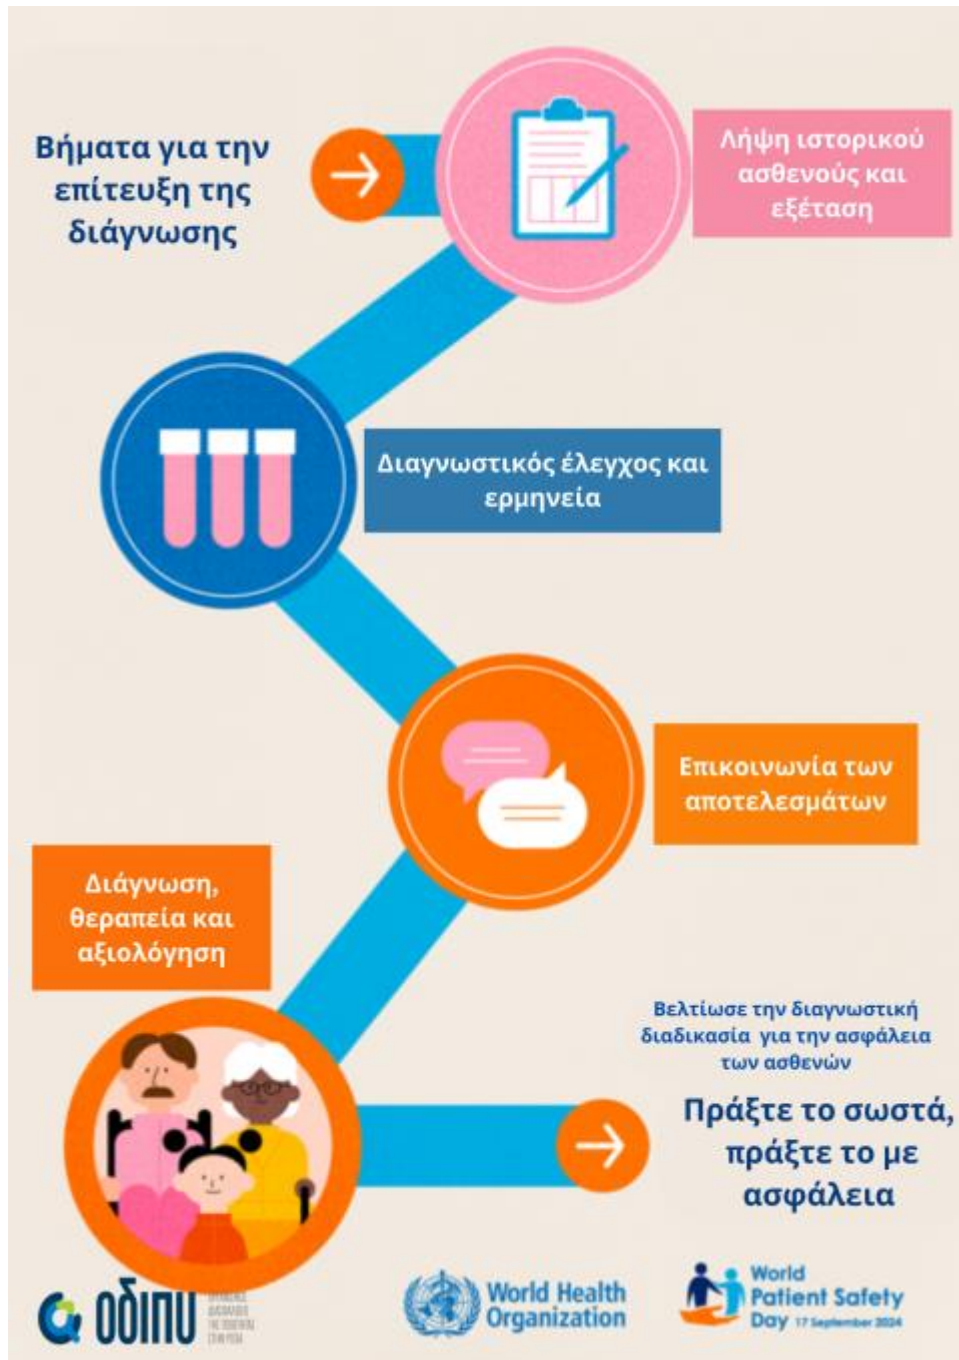 Βήματα για την
επίτευξη της
διάγνωσης
Λήψη ιστορικού
ασθενούς και
εξέταση
Διαγνωστικός έλεγχος και
ερμηνεία
Επικοινωνία των
αποτελεσμάτων
Διάγνωση,
θεραπεία και
αξιολόγηση
Βελτίωσε την διαγνωστική
διαδικασία για την ασφάλεια
των ασθενών
Πράξτε το σωστά,
πράξτε το με
ασφάλεια
οδιπυ
World Health
Organization
World
Patient Safety
Day 17 September 2024